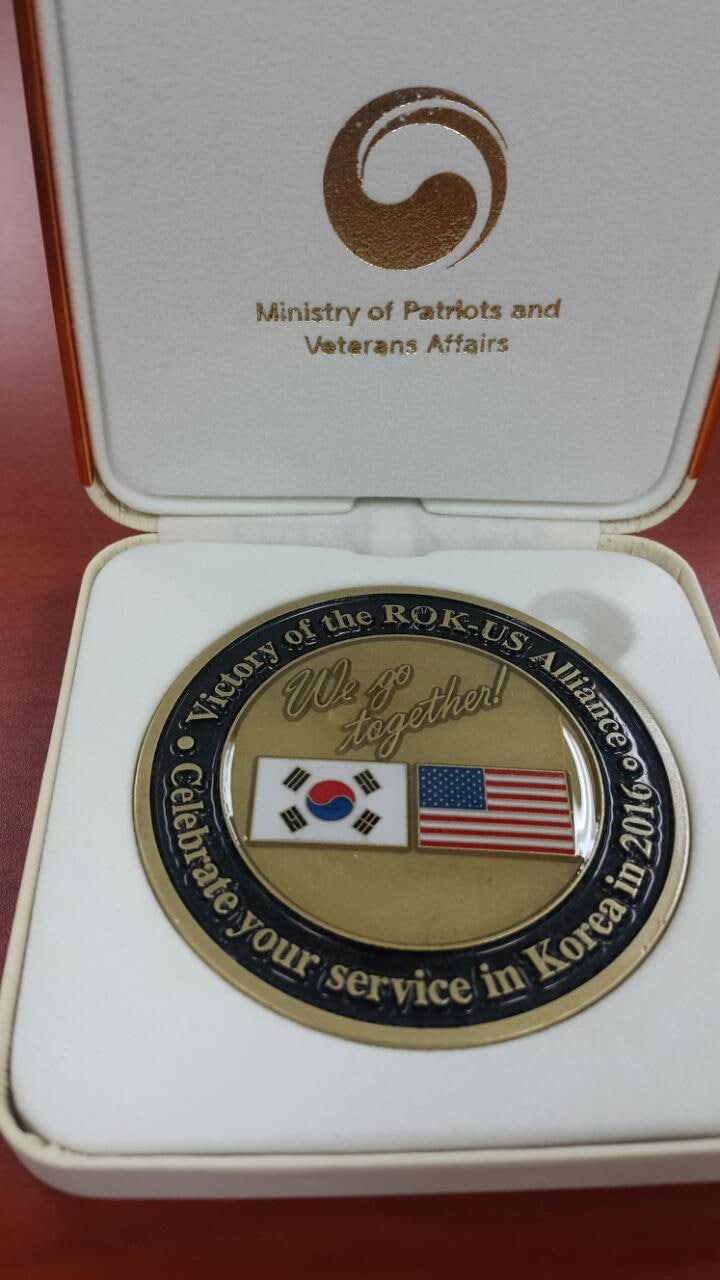 Ministry of Patriots and
Veterans Affairs
Victory of the ROK-US Alliance
We go
together!
Celebrate your service in Korea in 2016